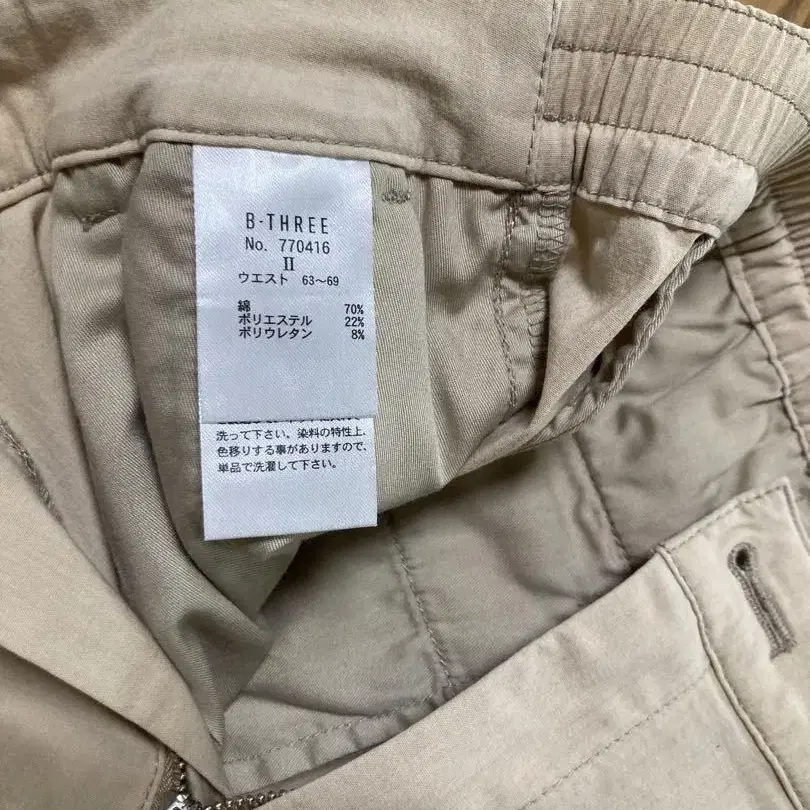 B-THREE
No. 770416
II
ウエスト 63〜69
綿 70%
ポリエステル 22%
ポリウレタン 8%
洗って下さい。染料の特性上、
色移りする事がありますので、
単品で洗濯して下さい。